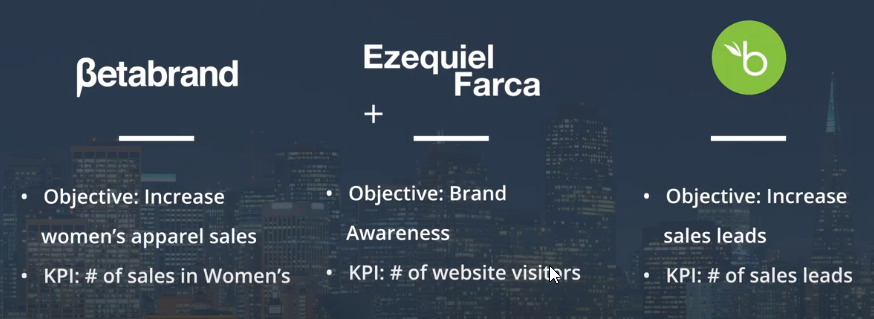 βetabrand
Ezequiel
Farca
+
b
• Objective: Increase
women’s apparel sales
• KPI: # of sales in Women’s
• Objective: Brand
Awareness
• KPI: # of website visitors
• Objective: Increase
sales leads
• KPI: # of sales leads